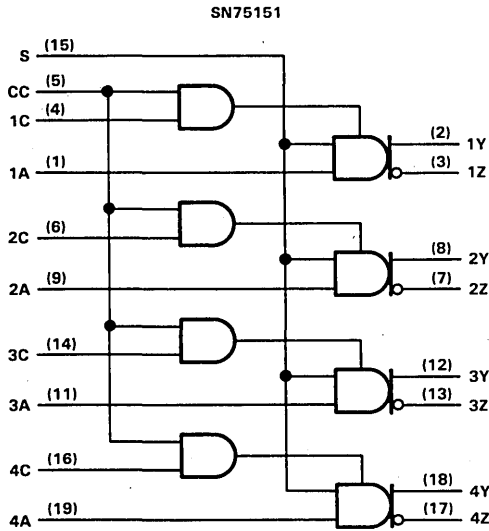 SN75151
S (15)
CC (5)
1C (4)
(2) 1Y
1A (1)
(3) 1Z
2C (6)
(8) 2Y
2A (9)
(7) 2Z
3C (14)
(12) 3Y
3A (11)
(13) 3Z
4C (16)
(18) 4Y
4A (19)
(17) 4Z